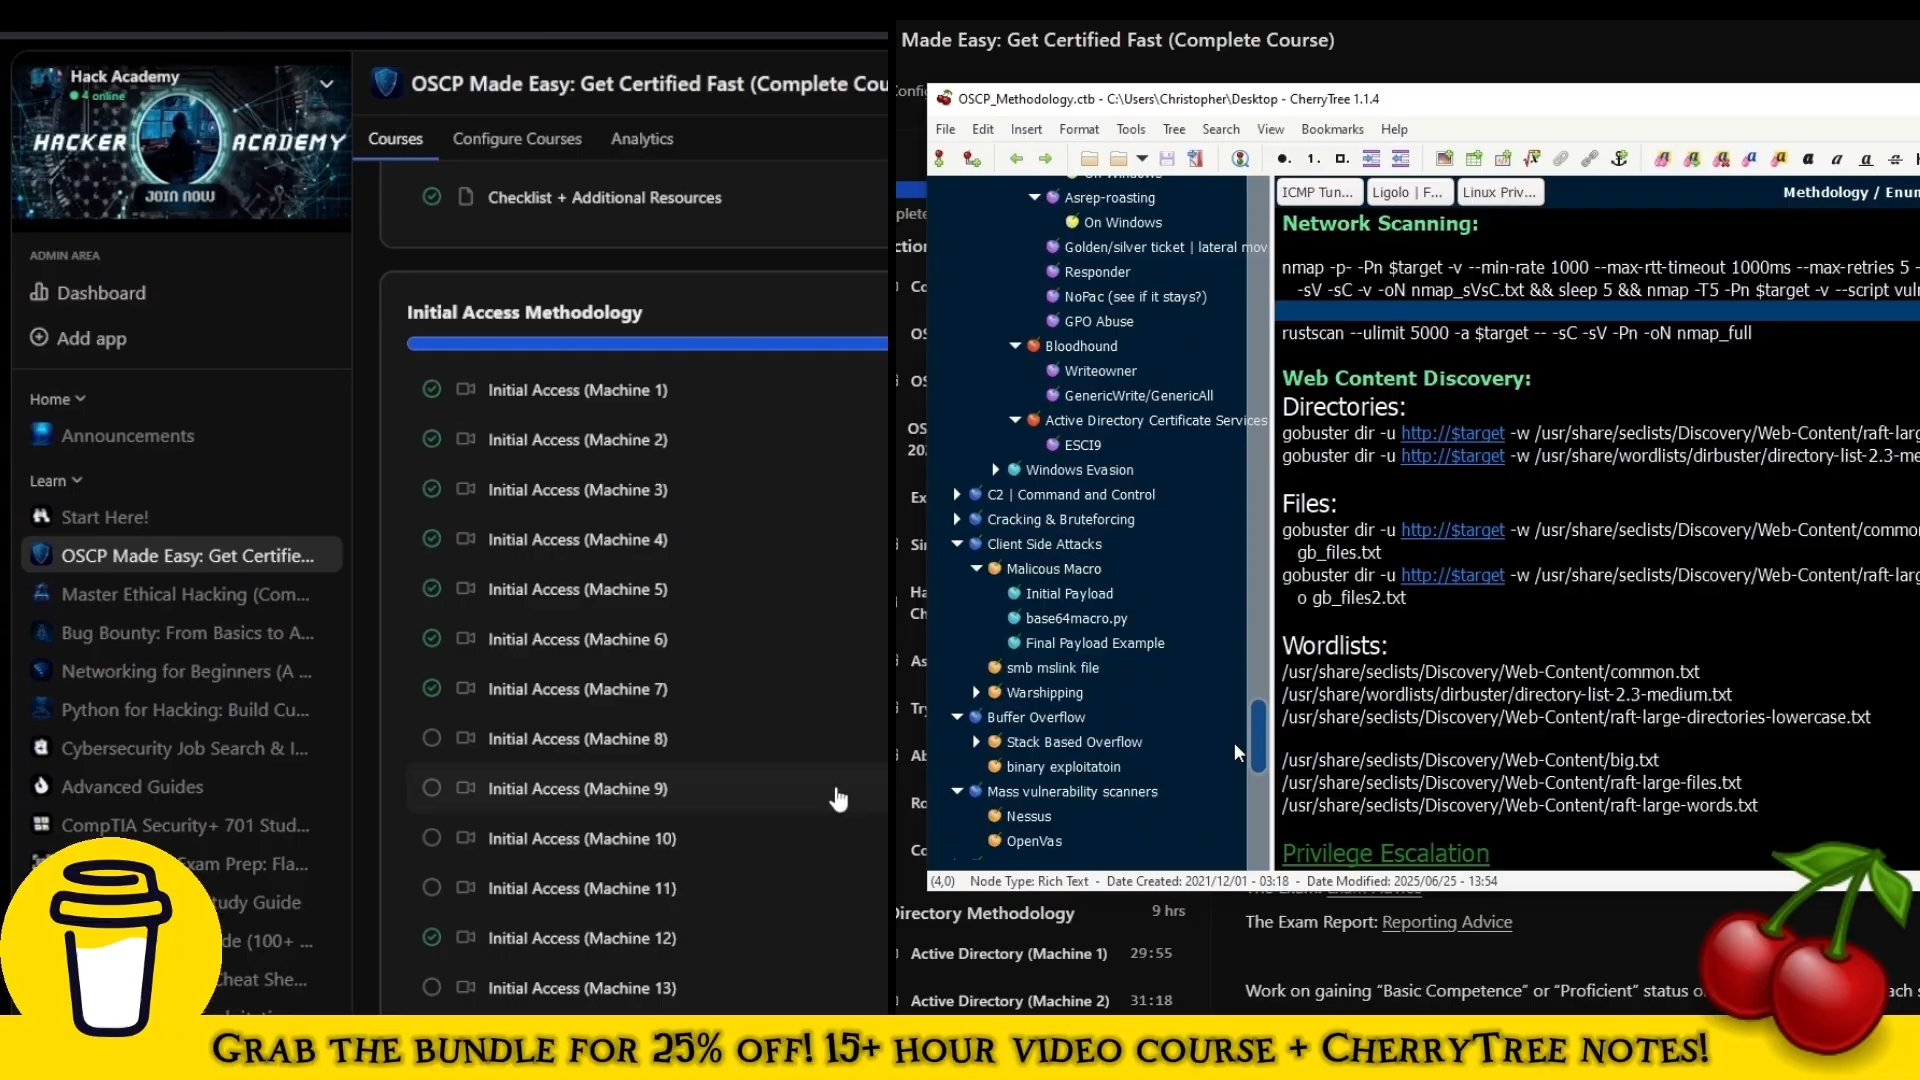 Hack Academy
4 online
HACKER ACADEMY
JOIN NOW
ADMIN AREA
Dashboard
Add app
Home
Announcements
Learn
Start Here!
OSCP Made Easy: Get Certifie...
Master Ethical Hacking (Com...
Bug Bounty: From Basics to A...
Networking for Beginners (A ...
Python for Hacking: Build Cu...
Cybersecurity Job Search & I...
Advanced Guides
CompTIA Security+ 701 Stud...
Exam Prep: Fla...
tudy Guide
de (100+ ...
Cheat She...
OSCP Made Easy: Get Certified Fast (Complete Cou
Courses
Configure Courses
Analytics
Checklist + Additional Resources
Initial Access Methodology
Initial Access (Machine 1)
Initial Access (Machine 2)
Initial Access (Machine 3)
Initial Access (Machine 4)
Initial Access (Machine 5)
Initial Access (Machine 6)
Initial Access (Machine 7)
Initial Access (Machine 8)
Initial Access (Machine 9)
Initial Access (Machine 10)
Initial Access (Machine 11)
Initial Access (Machine 12)
Initial Access (Machine 13)
Made Easy: Get Certified Fast (Complete Course)
OSCP_Methodology.ctb - C:\Users\Christopher\Desktop - CherryTree 1.1.4
File Edit Insert Format Tools Tree Search View Bookmarks Help
On Windows
Asrep-roasting
On Windows
Golden/silver ticket | lateral mov
Responder
NoPac (see if it stays?)
GPO Abuse
Bloodhound
Writeowner
GenericWrite/GenericAll
Active Directory Certificate Services
ESCI9
Windows Evasion
C2 | Command and Control
Cracking & Bruteforcing
Client Side Attacks
Malicous Macro
Initial Payload
base64macro.py
Final Payload Example
smb mslink file
Warshipping
Buffer Overflow
Stack Based Overflow
binary exploitatoin
Mass vulnerability scanners
Nessus
OpenVas
ICMP Tun...
Ligolo | F...
Linux Priv...
Methdology / Enum
Network Scanning:
nmap -p- -Pn $target -v --min-rate 1000 --max-rtt-timeout 1000ms --max-retries 5 -
-sV -sC -v -oN nmap_sVsC.txt && sleep 5 && nmap -T5 -Pn $target -v --script vuln
rustscan --ulimit 5000 -a $target -- -sC -sV -Pn -oN nmap_full
Web Content Discovery:
Directories:
gobuster dir -u http://$target -w /usr/share/seclists/Discovery/Web-Content/raft-larg
gobuster dir -u http://$target -w /usr/share/wordlists/dirbuster/directory-list-2.3-me
Files:
gobuster dir -u http://$target -w /usr/share/seclists/Discovery/Web-Content/common
gb_files.txt
gobuster dir -u http://$target -w /usr/share/seclists/Discovery/Web-Content/raft-larg
o gb_files2.txt
Wordlists:
/usr/share/seclists/Discovery/Web-Content/common.txt
/usr/share/wordlists/dirbuster/directory-list-2.3-medium.txt
/usr/share/seclists/Discovery/Web-Content/raft-large-directories-lowercase.txt
/usr/share/seclists/Discovery/Web-Content/big.txt
/usr/share/seclists/Discovery/Web-Content/raft-large-files.txt
/usr/share/seclists/Discovery/Web-Content/raft-large-words.txt
Privilege Escalation
(4,0) Node Type: Rich Text - Date Created: 2021/12/01 - 03:18 - Date Modified: 2025/06/25 - 13:54
Directory Methodology 9 hrs
Active Directory (Machine 1) 29:55
Active Directory (Machine 2) 31:18
The Exam Report: Reporting Advice
Work on gaining “Basic Competence” or “Proficient” status o
ach s
Grab the bundle for 25% off! 15+ hour video course + CherryTree notes!